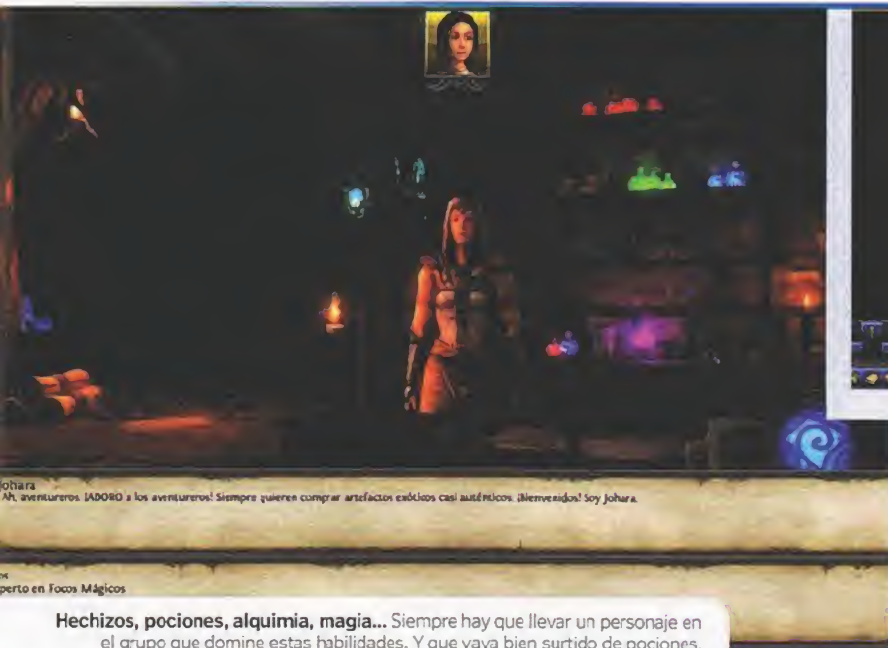 Johara
Ah, aventureros. ¡ADORO a los aventureros! Siempre quieren comprar artefactos exóticos casi auténticos. ¡Bienvenidos! Soy Johara.
perto en Focos Mágicos
Hechizos, pociones, alquimia, magia... Siempre hay que llevar un personaje en
el grupo que domine estas habilidades. Y que vaya bien surtido de pociones.